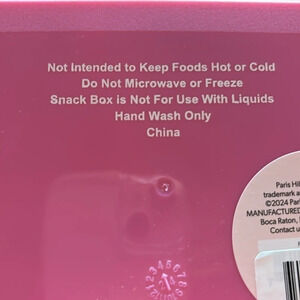 Not Intended to Keep Foods Hot or Cold
Do Not Microwave or Freeze
Snack Box is Not For Use With Liquids
Hand Wash Only
China
Paris Hil
trademark a
©2024 Par
MANUFACTURED
Boca Raton,
Contact u